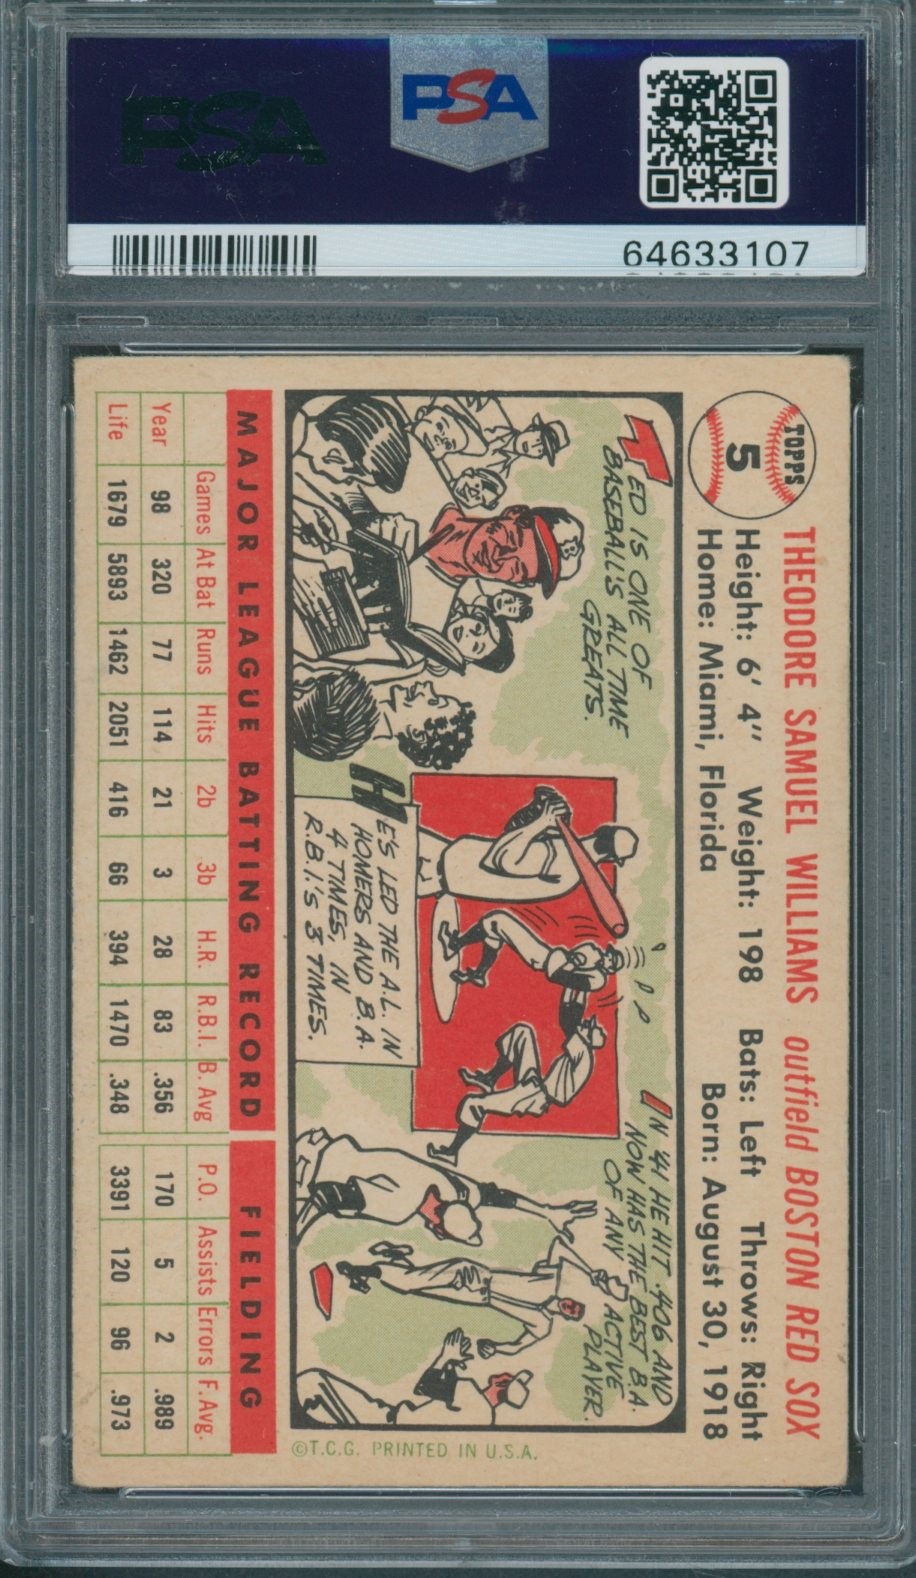 PSA
PSA
64633107
TOPPS
5
THEODORE SAMUEL WILLIAMS outfield BOSTON RED SOX
Height: 6' 4" Weight: 198 Bats: Left Throws: Right
Home: Miami, Florida Born: August 30, 1918
TED IS ONE OF
BASEBALL'S ALL TIME
GREATS.
B
HE'S LED THE A.L. IN
HOMERS AND B.A.
4 TIMES, IN
R.B.I.'S 3 TIMES.
IN '41 HE HIT .406 AND
NOW HAS THE BEST B.A.
OF ANY ACTIVE
PLAYER.
©T.C.G. PRINTED IN U.S.A.
MAJOR LEAGUE BATTING RECORD FIELDING
Games At Bat Runs Hits 2b 3b H.R. R.B.I. B. Avg P.O. Assists Errors F. Avg.
Year 98 320 77 114 21 3 28 83 .356 170 5 2 .989
Life 1679 5893 1462 2051 416 66 394 1470 .348 3391 120 96 .973